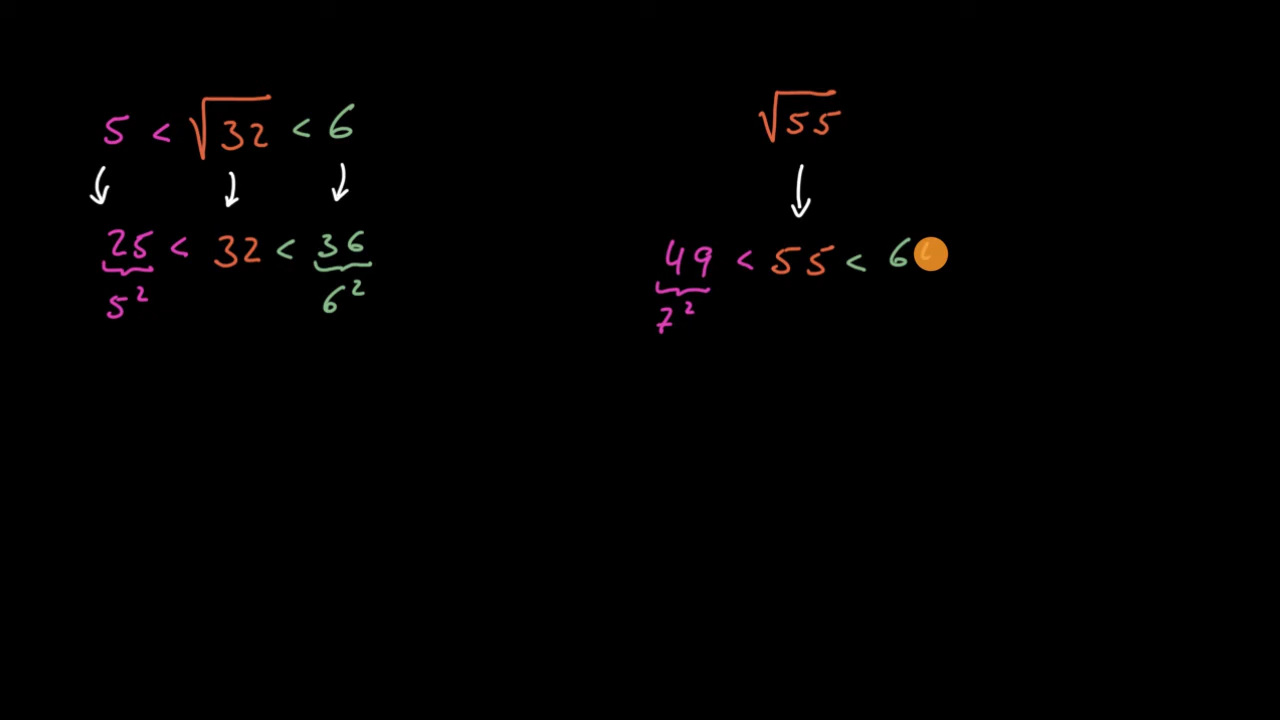 5 < √32 < 6
25 < 32 < 36
5² 6²
√55
49 < 55 < 6
7²